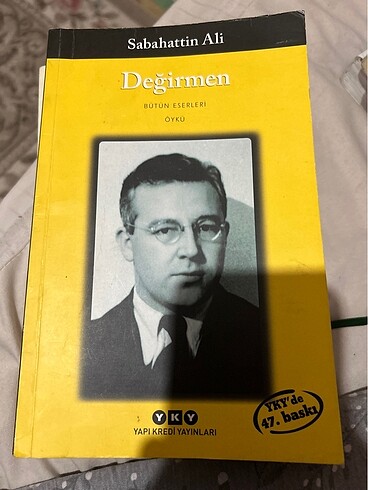 Sabahattin Ali
Değirmen
BÜTÜN ESERLERİ
ÖYKÜ
YKY'de
47. baskı
YKY
YAPI KREDİ YAYINLARI